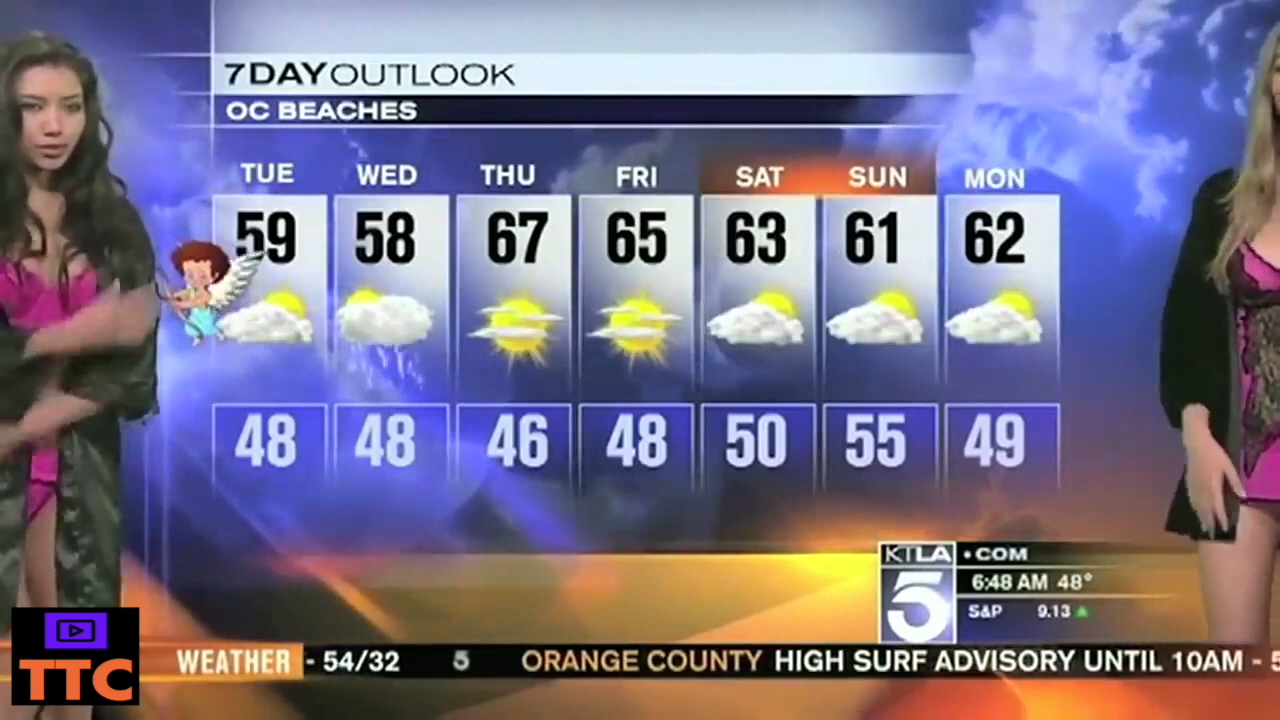 7DAYOUTLOOK
OC BEACHES
TUE WED THU FRI SAT SUN MON
59 58 67 65 63 61 62
48 48 46 48 50 55 49
KTLA • COM
5 6:48 AM 48°
S&P 9.13
TTC
WEATHER - 54/32 5 ORANGE COUNTY HIGH SURF ADVISORY UNTIL 10AM - 5